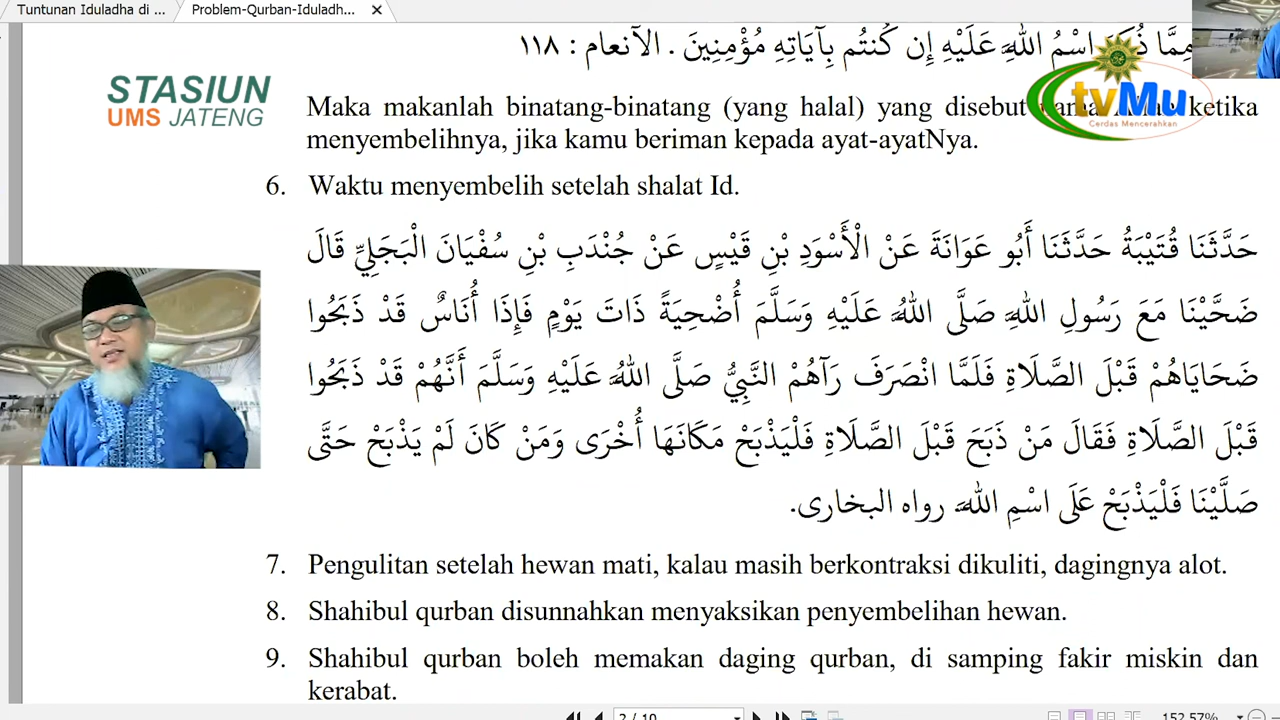 Tuntunan Iduladha di ...
Problem-Qurban-Iduladh...
مِمَّا ذُكِرَ اسْمُ اللهِ عَلَيْهِ إِن كُنتُم بِآيَاتِهِ مُؤْمِنِينَ . الآنعام : ١١٨
STASIUN
UMS JATENG
tvMu
Cerdas Mencerahkan
Maka makanlah binatang-binatang (yang halal) yang disebut ketika
menyembelihnya, jika kamu beriman kepada ayat-ayatNya.
6. Waktu menyembelih setelah shalat Id.
حَدَّثَنَا قُتَيْبَةُ حَدَّثَنَا أَبُو عَوَانَةَ عَنْ الْأَسْوَدِ بْنِ قَيْسٍ عَنْ جُنْدَبِ بْنِ سُفْيَانَ الْبَجَلِيِّ قَالَ
ضَحَّيْنَا مَعَ رَسُولِ اللهِ صَلَّى اللهُ عَلَيْهِ وَسَلَّمَ أُضْحِيَةً ذَاتَ يَوْمٍ فَإِذَا أُنَاسٌ قَدْ ذَبَحُوا
ضَحَايَاهُمْ قَبْلَ الصَّلَاةِ فَلَمَّا انْصَرَفَ رَآهُمْ النَّبِيُّ صَلَّى اللهُ عَلَيْهِ وَسَلَّمَ أَنَّهُمْ قَدْ ذَبَحُوا
قَبْلَ الصَّلَاةِ فَقَالَ مَنْ ذَبَحَ قَبْلَ الصَّلَاةِ فَلْيَذْبَحْ مَكَانَهَا أُخْرَى وَمَنْ كَانَ لَمْ يَذْبَحْ حَتَّى
صَلَّيْنَا فَلْيَذْبَحْ عَلَى اسْمِ اللهِ رواه البخارى.
7. Pengulitan setelah hewan mati, kalau masih berkontraksi dikuliti, dagingnya alot.
8. Shahibul qurban disunnahkan menyaksikan penyembelihan hewan.
9. Shahibul qurban boleh memakan daging qurban, di samping fakir miskin dan
kerabat.
2 / 10
152.57%